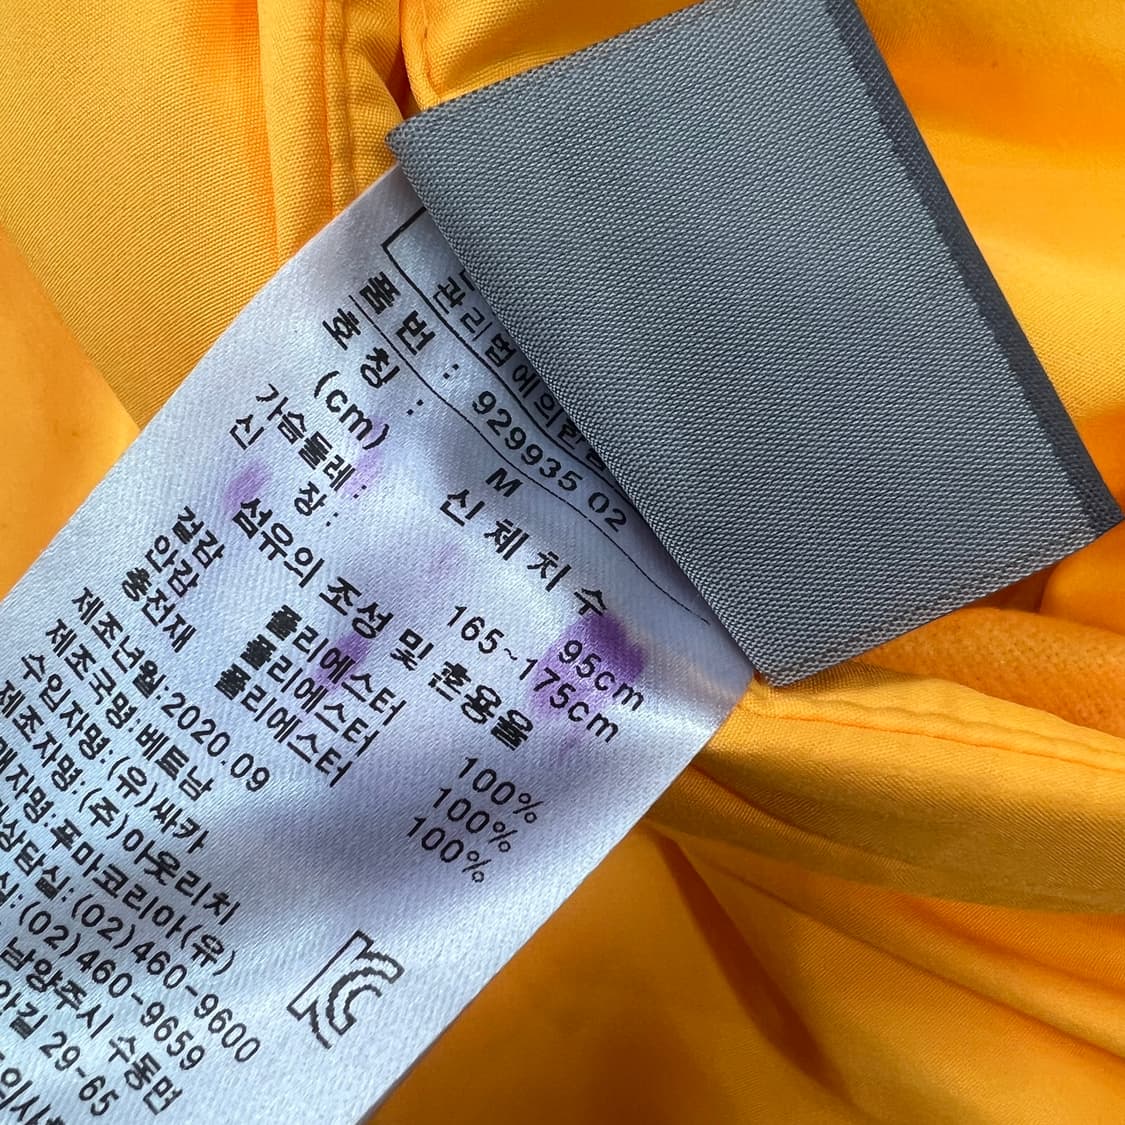 관리법에의한
품 번 : 929935 02
호 칭 : M
(cm) 신 체 치 수
가슴둘레 : 95cm
신 장 : 165~175cm
섬유의 조성 및 혼용율
겉감 폴리에스터 100%
안감 폴리에스터 100%
충전재 폴리에스터 100%
제조년월:2020.09
제조국명:베트남
수입자명:(유)싸카
제조자명:(주)아웃리치
매자명:푸마코리아(유)
상담실:(02)460-9600
실:(02)460-9659
남양주시 수동면
안길 29-65